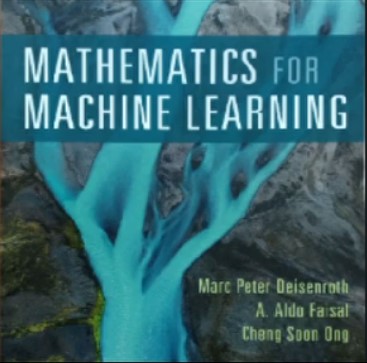 MATHEMATICS FOR
MACHINE LEARNING
Marc Peter Deisenroth
A. Aldo Faisal
Cheng Soon Ong